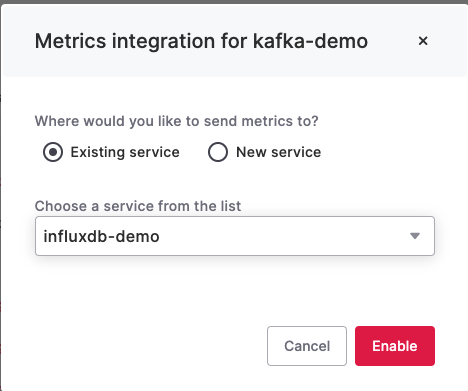 Metrics integration for kafka-demo
Where would you like to send metrics to?
Existing service New service
Choose a service from the list
influxdb-demo
Cancel Enable